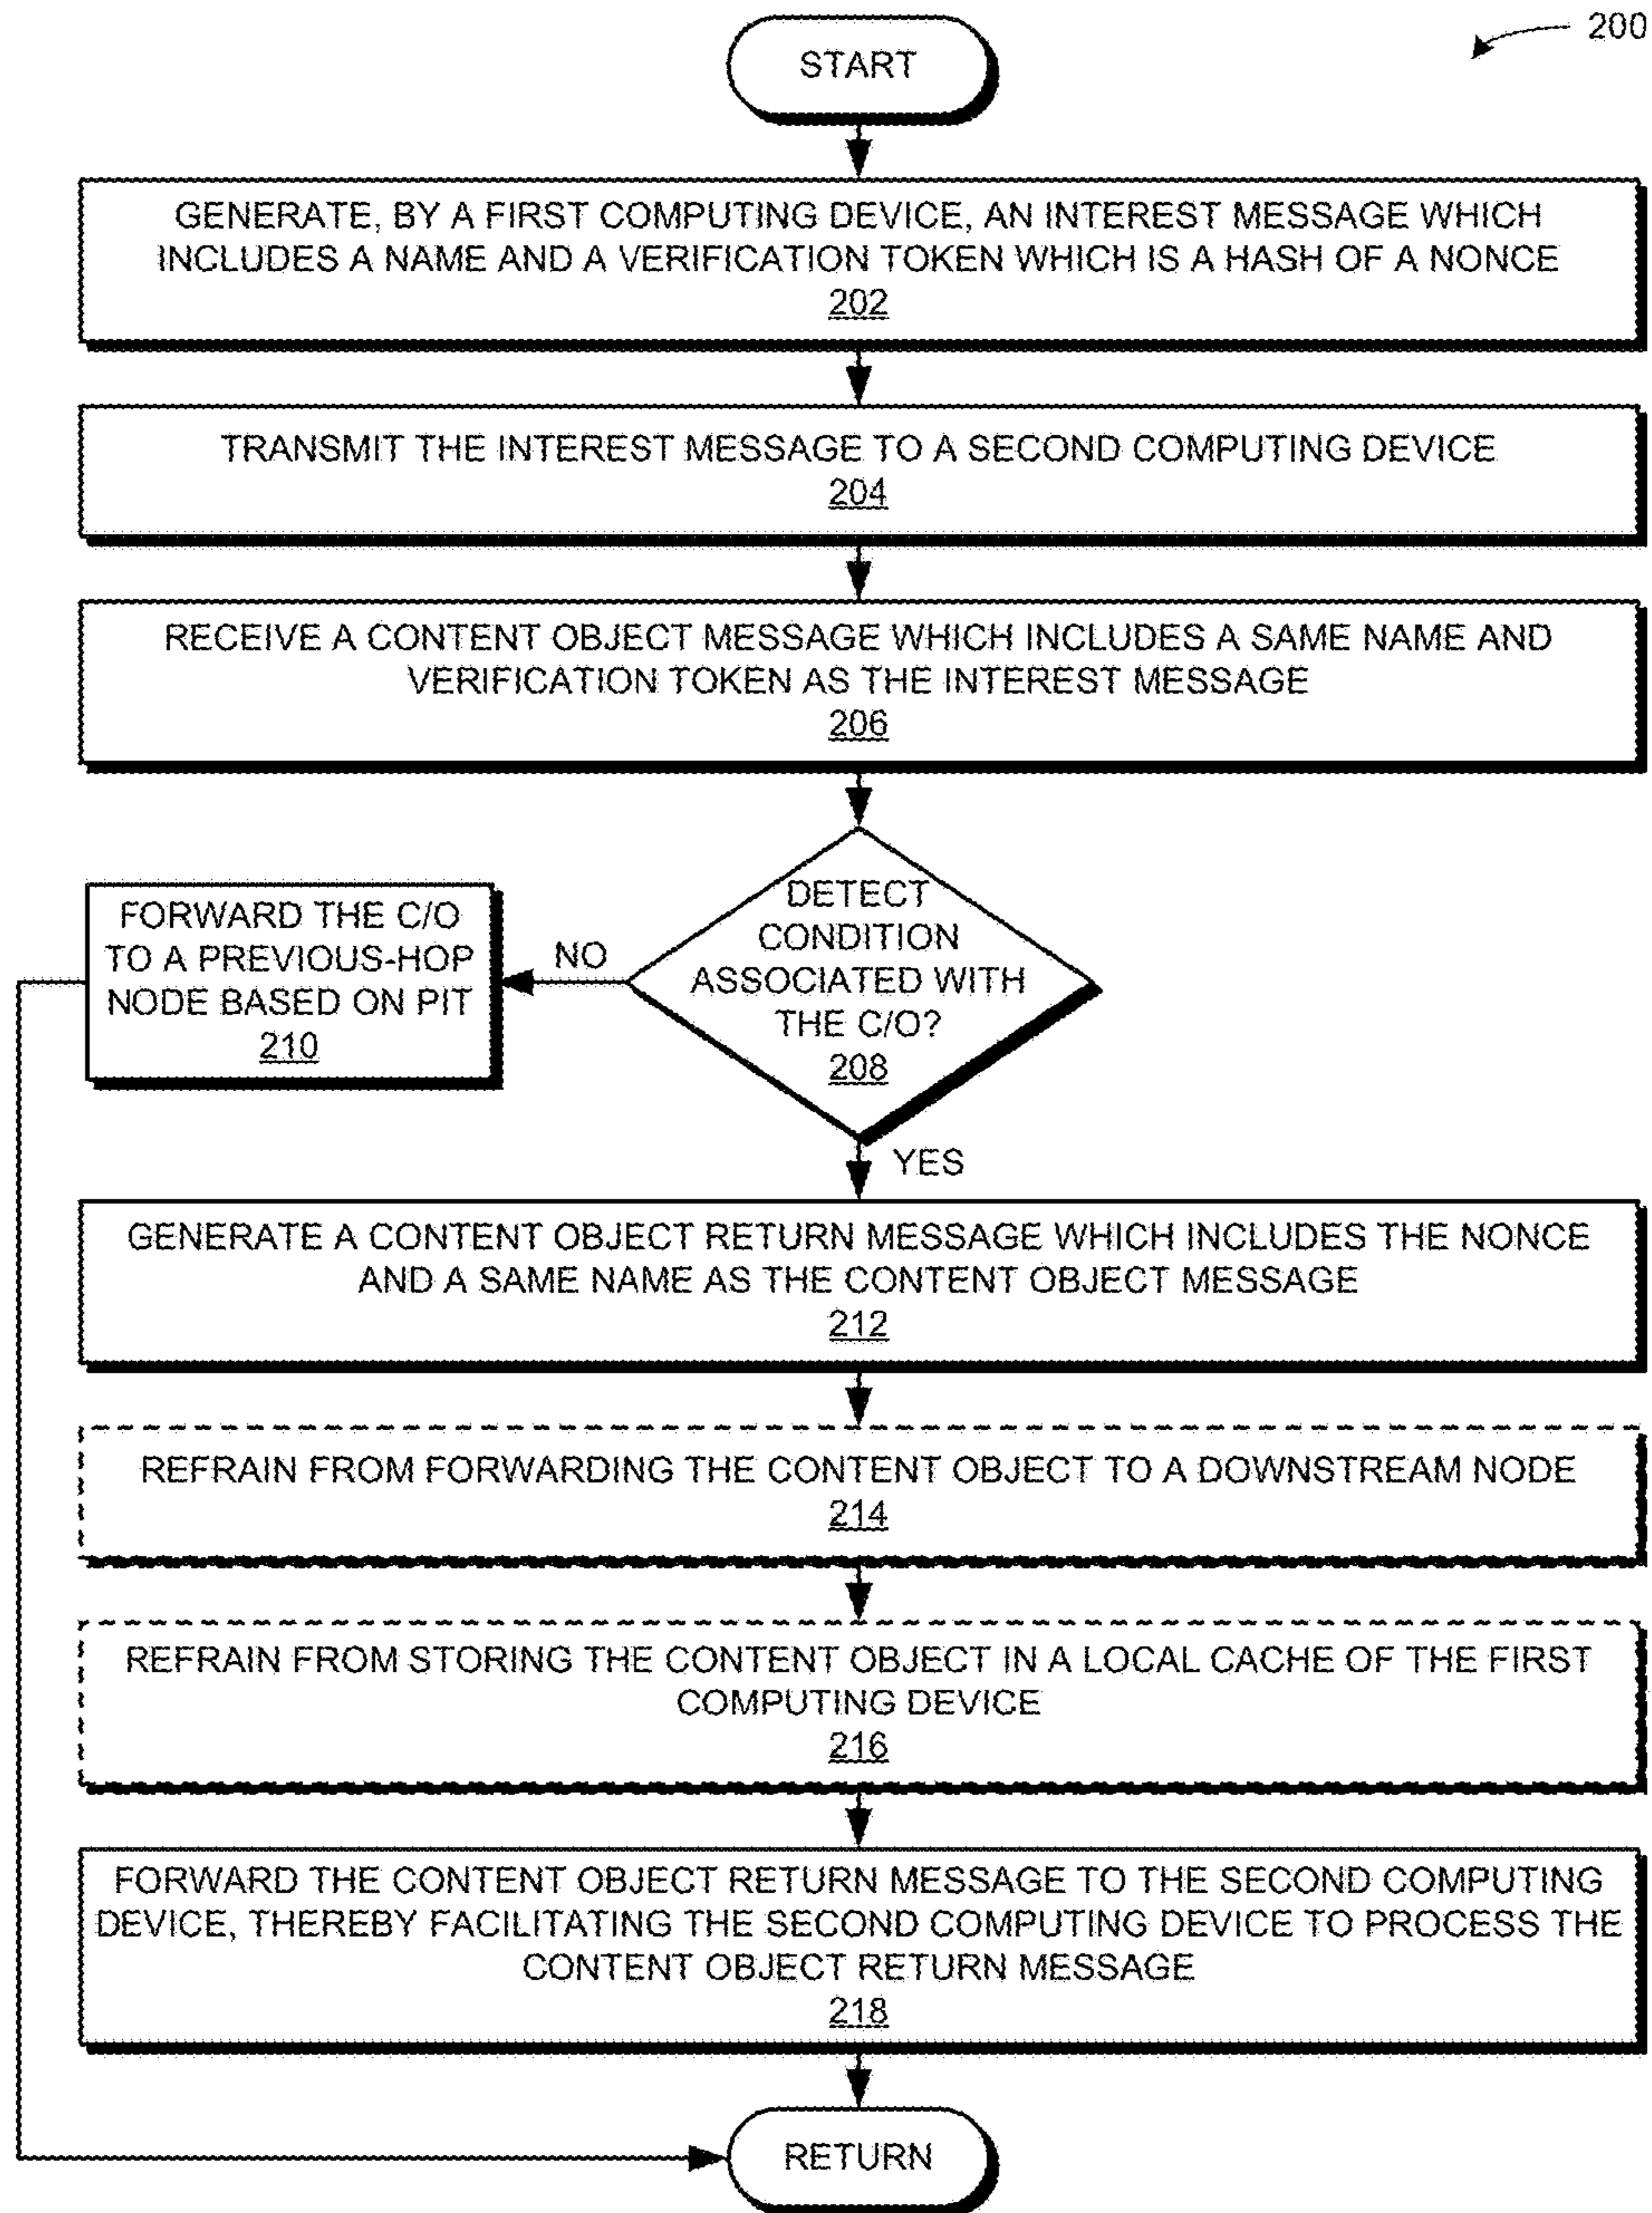 200
START
GENERATE, BY A FIRST COMPUTING DEVICE, AN INTEREST MESSAGE WHICH
INCLUDES A NAME AND A VERIFICATION TOKEN WHICH IS A HASH OF A NONCE
202
TRANSMIT THE INTEREST MESSAGE TO A SECOND COMPUTING DEVICE
204
RECEIVE A CONTENT OBJECT MESSAGE WHICH INCLUDES A SAME NAME AND
VERIFICATION TOKEN AS THE INTEREST MESSAGE
206
DETECT
CONDITION
ASSOCIATED WITH
THE C/O?
208
NO
FORWARD THE C/O
TO A PREVIOUS-HOP
NODE BASED ON PIT
210
YES
GENERATE A CONTENT OBJECT RETURN MESSAGE WHICH INCLUDES THE NONCE
AND A SAME NAME AS THE CONTENT OBJECT MESSAGE
212
REFRAIN FROM FORWARDING THE CONTENT OBJECT TO A DOWNSTREAM NODE
214
REFRAIN FROM STORING THE CONTENT OBJECT IN A LOCAL CACHE OF THE FIRST
COMPUTING DEVICE
216
FORWARD THE CONTENT OBJECT RETURN MESSAGE TO THE SECOND COMPUTING
DEVICE, THEREBY FACILITATING THE SECOND COMPUTING DEVICE TO PROCESS THE
CONTENT OBJECT RETURN MESSAGE
218
RETURN